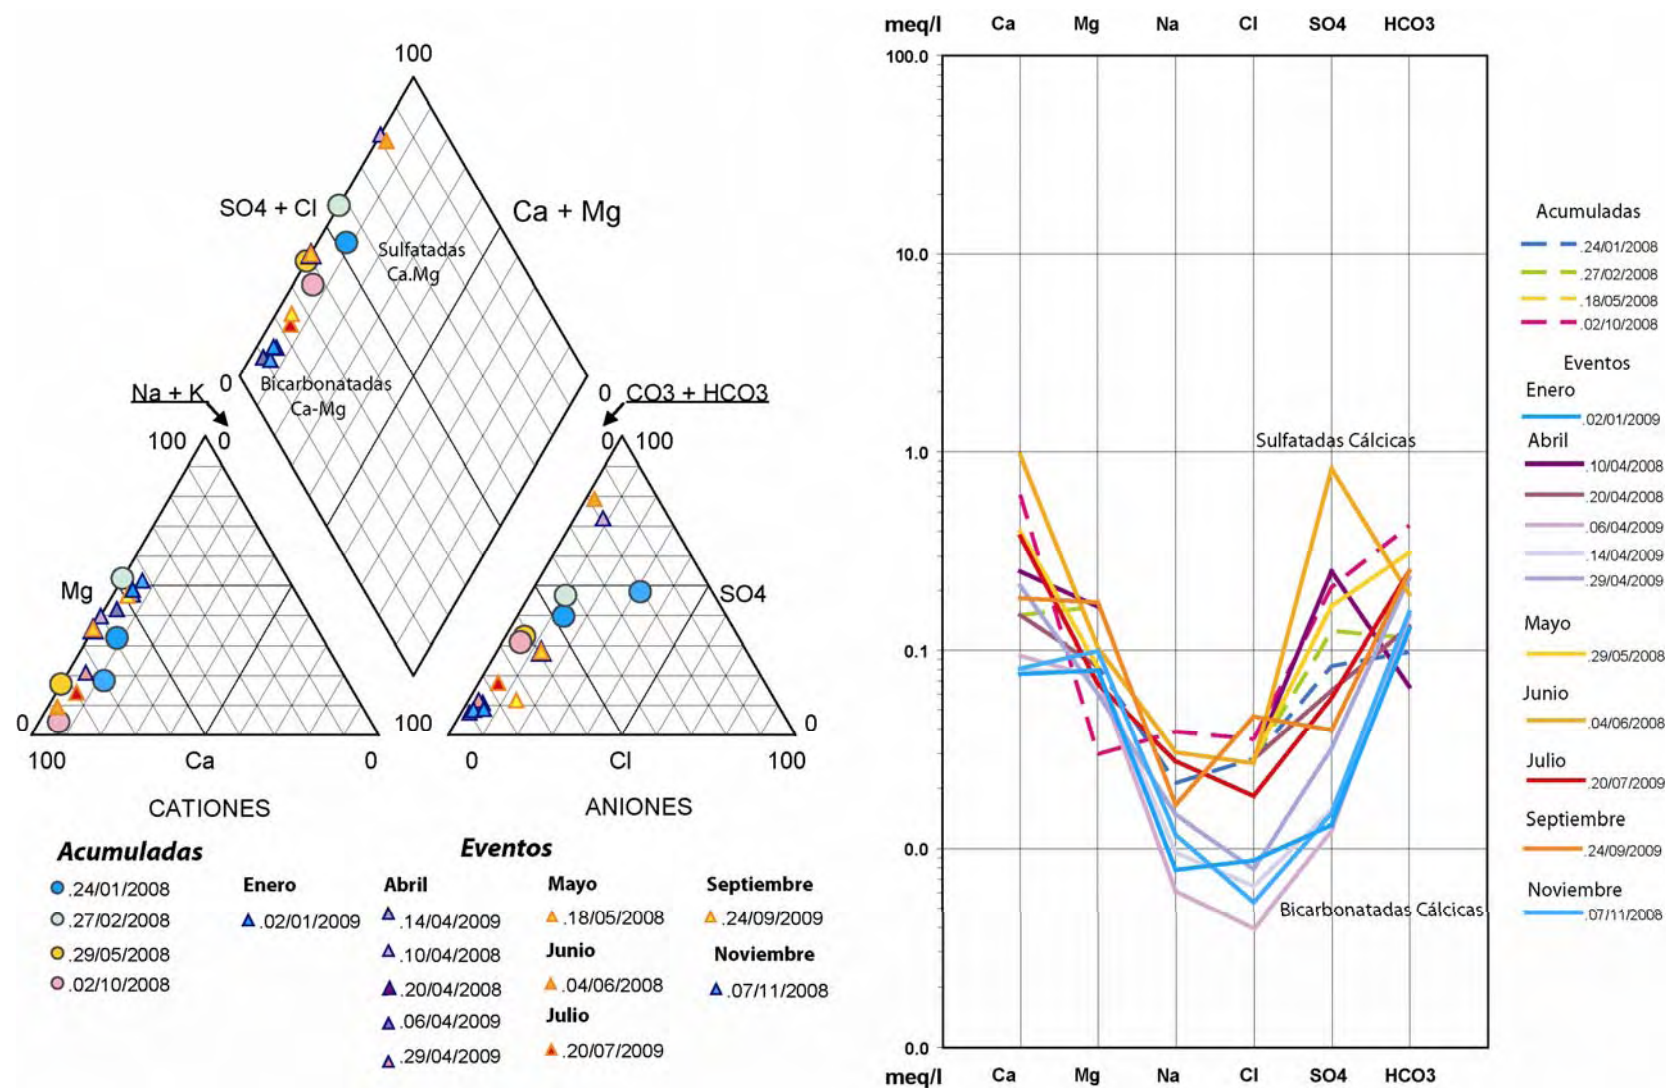 100
SO4 + Cl
Ca + Mg
Sulfatadas
Ca.Mg
0
Bicarbonatadas
Ca-Mg
0
Na + K
CO3 + HCO3
100
0
0
100
Mg
SO4
0
100
0
100
Ca
0
0
Cl
100
CATIONES
ANIONES
Acumuladas
.24/01/2008
.27/02/2008
.29/05/2008
.02/10/2008
Eventos
Enero
.02/01/2009
Abril
.14/04/2009
.10/04/2008
.20/04/2008
.06/04/2009
.29/04/2009
Mayo
.18/05/2008
Junio
.04/06/2008
Julio
.20/07/2009
Septiembre
.24/09/2009
Noviembre
.07/11/2008
meq/l Ca Mg Na Cl SO4 HCO3
100.0
10.0
1.0
0.1
0.0
0.0
Sulfatadas Cálcicas
Bicarbonatadas Cálcicas
meq/l Ca Mg Na Cl SO4 HCO3
Acumuladas
.24/01/2008
.27/02/2008
.18/05/2008
.02/10/2008
Eventos
Enero
.02/01/2009
Abril
.10/04/2008
.20/04/2008
.06/04/2009
.14/04/2009
.29/04/2009
Mayo
.29/05/2008
Junio
.04/06/2008
Julio
.20/07/2009
Septiembre
.24/09/2009
Noviembre
.07/11/2008